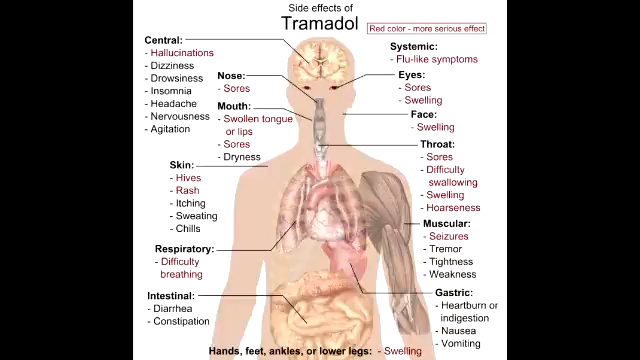 Side effects of
Tramadol
Red color - more serious effect
Central:
- Hallucinations
- Dizziness
- Drowsiness
- Insomnia
- Headache
- Nervousness
- Agitation
Nose:
- Sores
Mouth:
- Swollen tongue
or lips
- Sores
- Dryness
Skin:
- Hives
- Rash
- Itching
- Sweating
- Chills
Respiratory:
- Difficulty
breathing
Intestinal:
- Diarrhea
- Constipation
Systemic:
- Flu-like symptoms
Eyes:
- Sores
- Swelling
Face:
- Swelling
Throat:
- Sores
- Difficulty
swallowing
- Swelling
- Hoarseness
Muscular:
- Seizures
- Tremor
- Tightness
- Weakness
Gastric:
- Heartburn or
indigestion
- Nausea
- Vomiting
Hands, feet, ankles, or lower legs: - Swelling